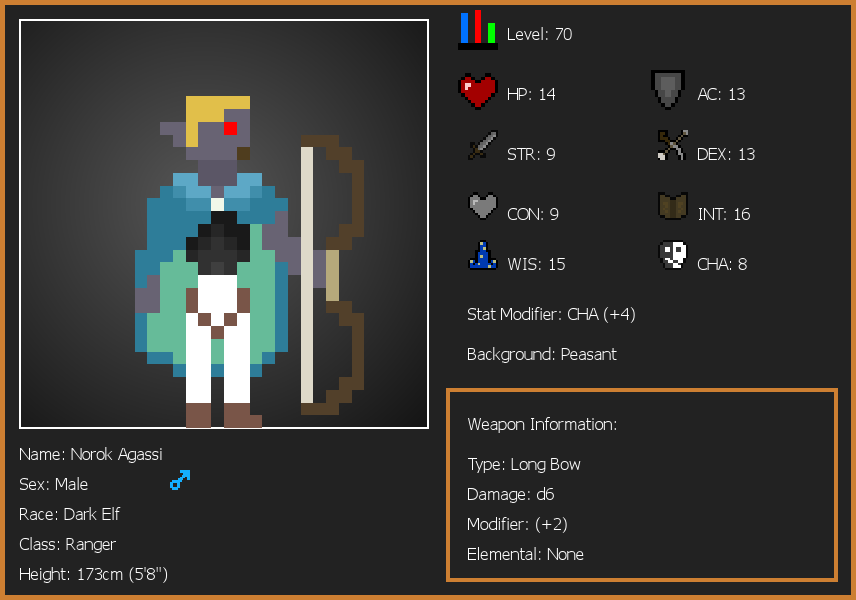 Level: 70
HP: 14
AC: 13
STR: 9
DEX: 13
CON: 9
INT: 16
WIS: 15
CHA: 8
Stat Modifier: CHA (+4)
Background: Peasant
Weapon Information:
Type: Long Bow
Damage: d6
Modifier: (+2)
Elemental: None
Name: Norok Agassi
Sex: Male
Race: Dark Elf
Class: Ranger
Height: 173cm (5'8")